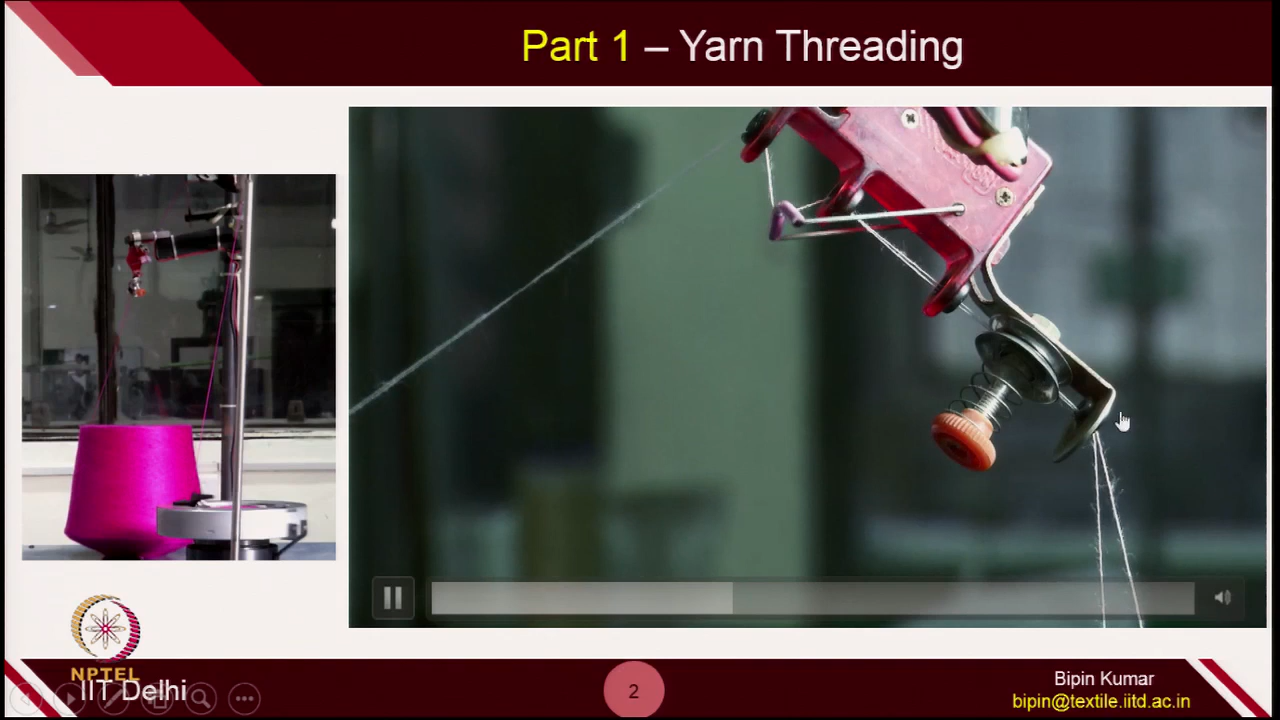 Part 1 – Yarn Threading
NPTEL
IIT Delhi
2
Bipin Kumar
bipin@textile.iitd.ac.in